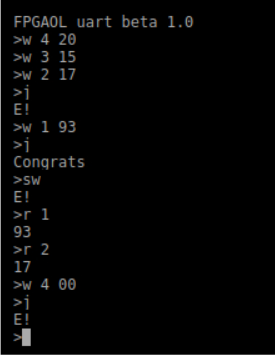 FPGAOL uart beta 1.0
>w 4 20
>w 3 15
>w 2 17
>j
E!
>w 1 93
>j
Congrats
>sw
E!
>r 1
93
>r 2
17
>w 4 00
>j
E!
>